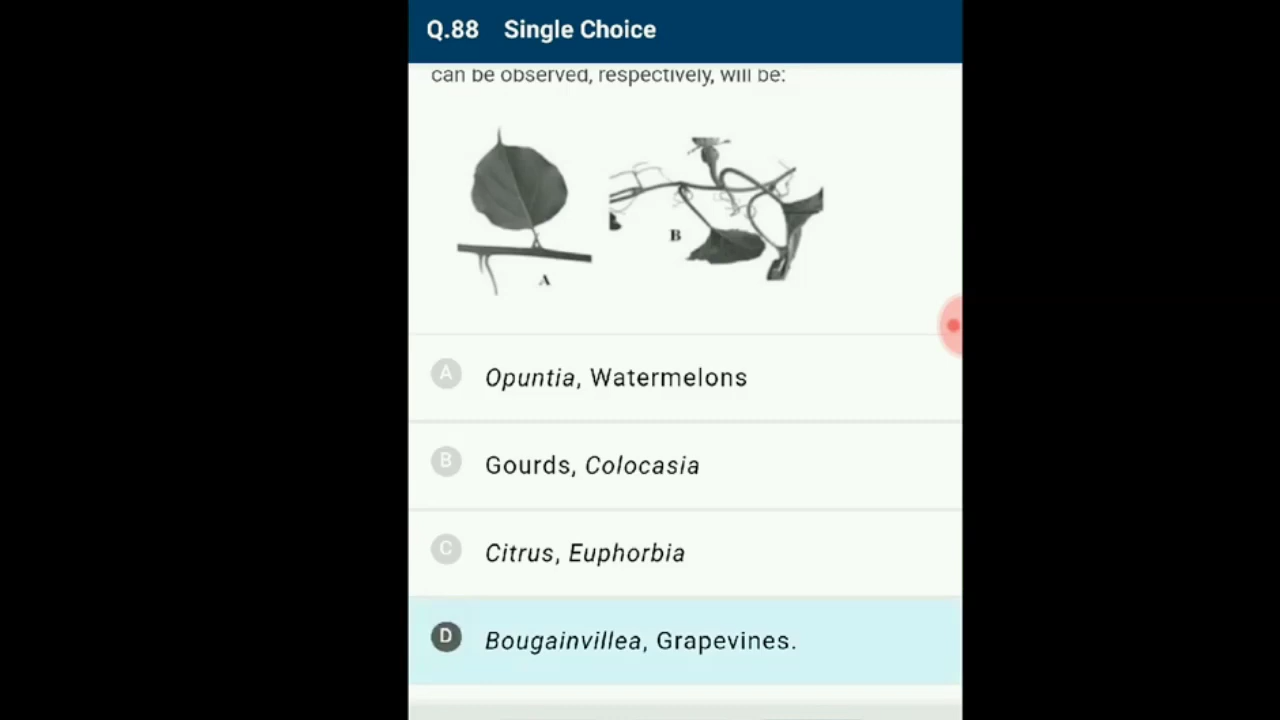 Q.88 Single Choice
can be observed, respectively, will be:
B
A
A Opuntia, Watermelons
B Gourds, Colocasia
C Citrus, Euphorbia
D Bougainvillea, Grapevines.